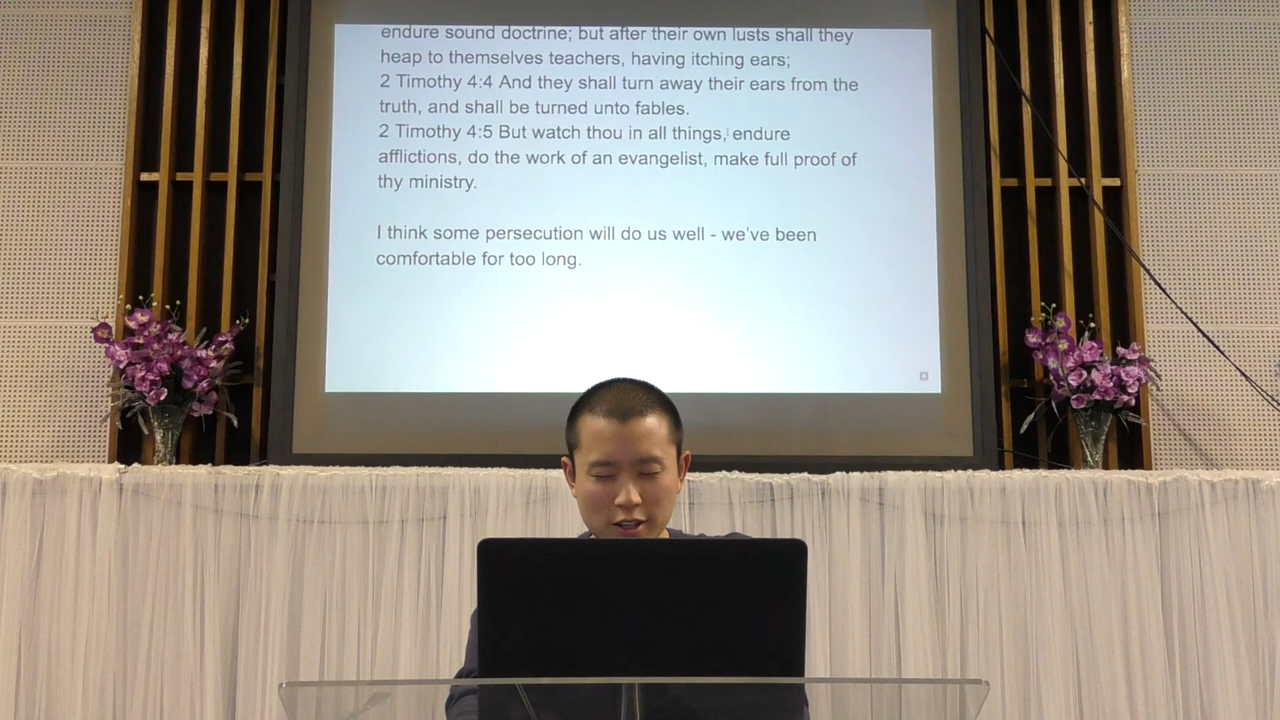 endure sound doctrine; but after their own lusts shall they
heap to themselves teachers, having itching ears;
2 Timothy 4:4 And they shall turn away their ears from the
truth, and shall be turned unto fables.
2 Timothy 4:5 But watch thou in all things, endure
afflictions, do the work of an evangelist, make full proof of
thy ministry.
I think some persecution will do us well - we've been
comfortable for too long.